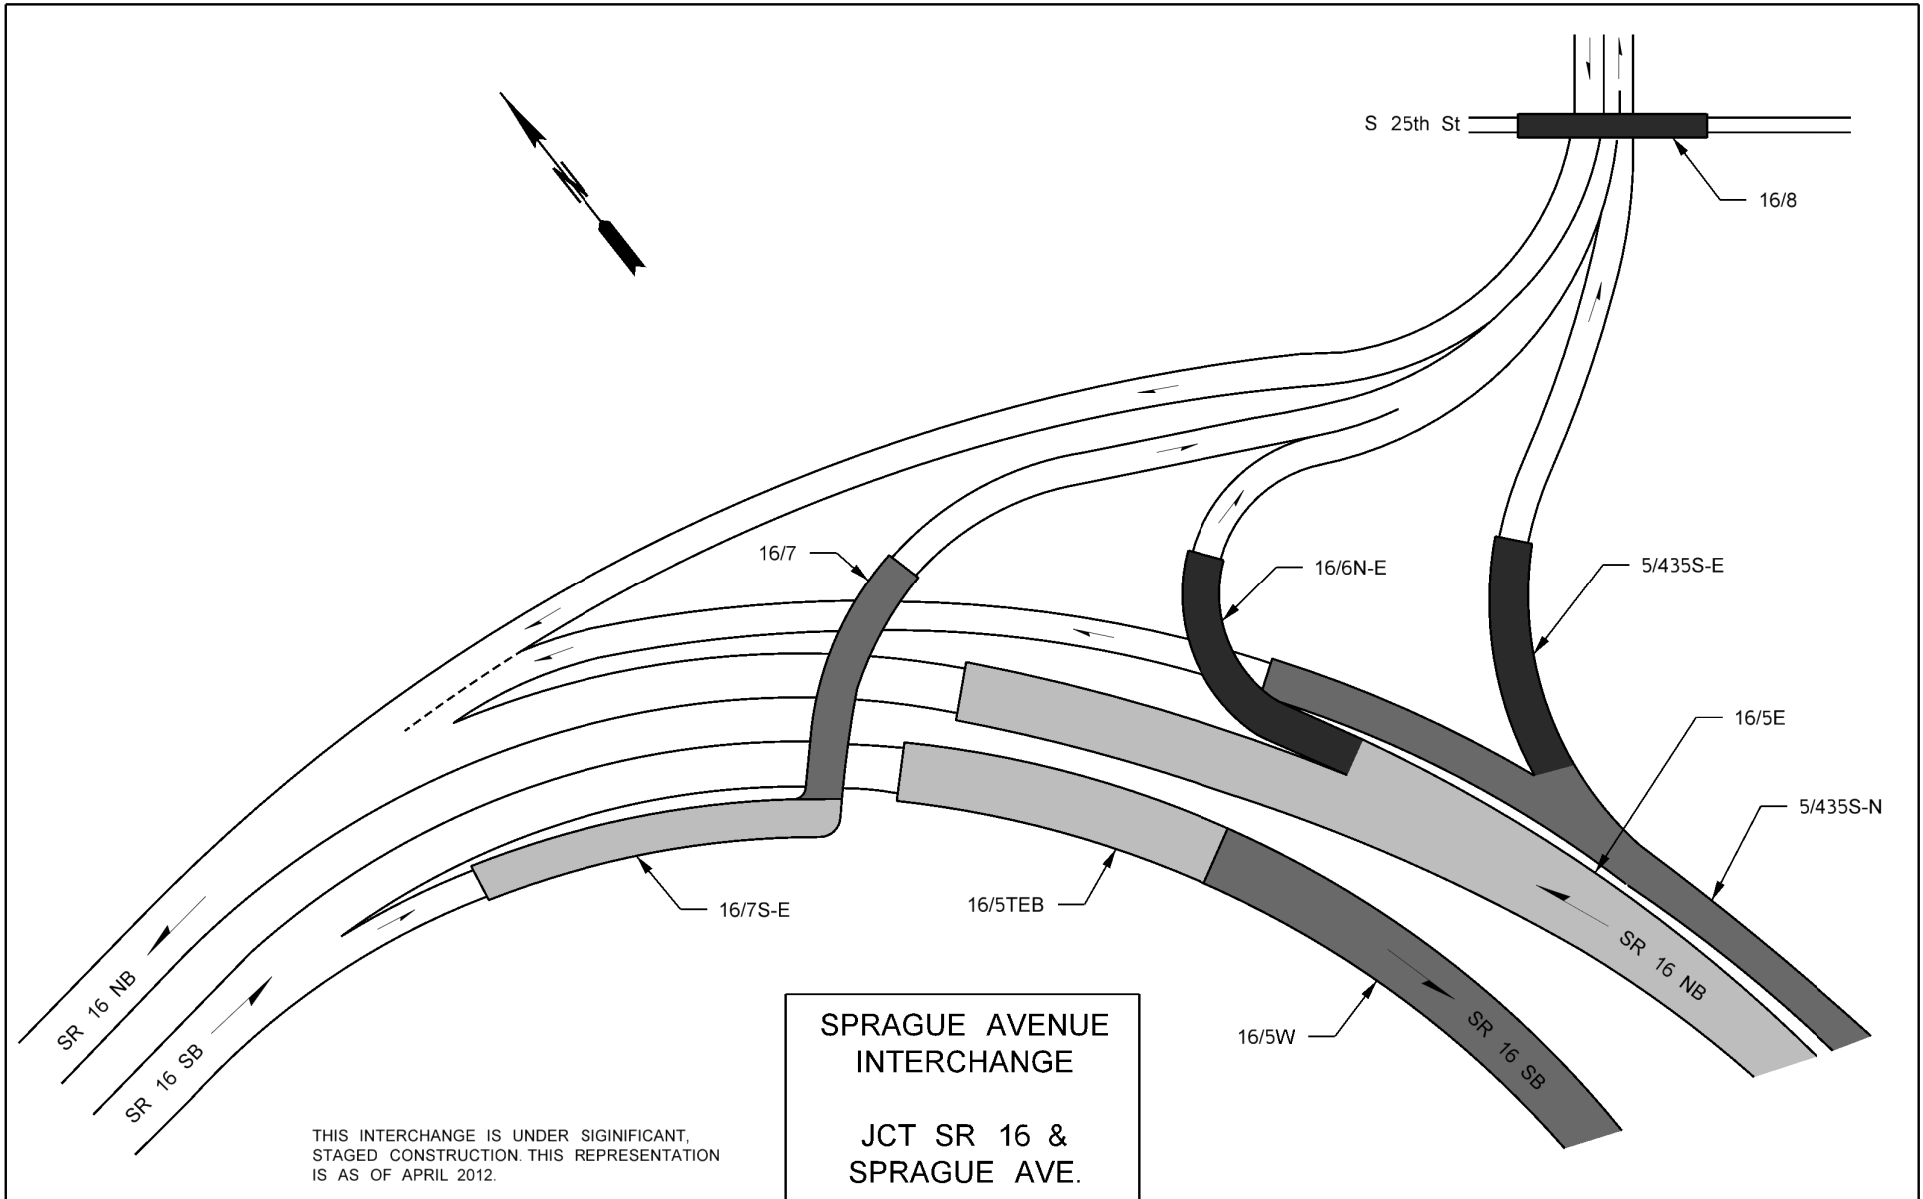 S 25th St
16/8
16/7
16/6N-E
5/435S-E
16/5E
5/435S-N
16/7S-E
16/5TEB
16/5W
SR 16 NB
SR 16 SB
SR 16 NB
SR 16 SB
N
SPRAGUE AVENUE
INTERCHANGE
JCT SR 16 &
SPRAGUE AVE.
THIS INTERCHANGE IS UNDER SIGINIFICANT,
STAGED CONSTRUCTION. THIS REPRESENTATION
IS AS OF APRIL 2012.